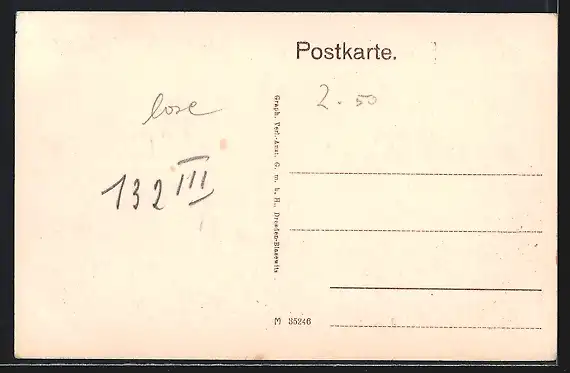 Postkarte.
lose
2.50
132 III
Graph. Verl.-Anst. G. m. b. H., Dresden-Blasewitz.
M 35246